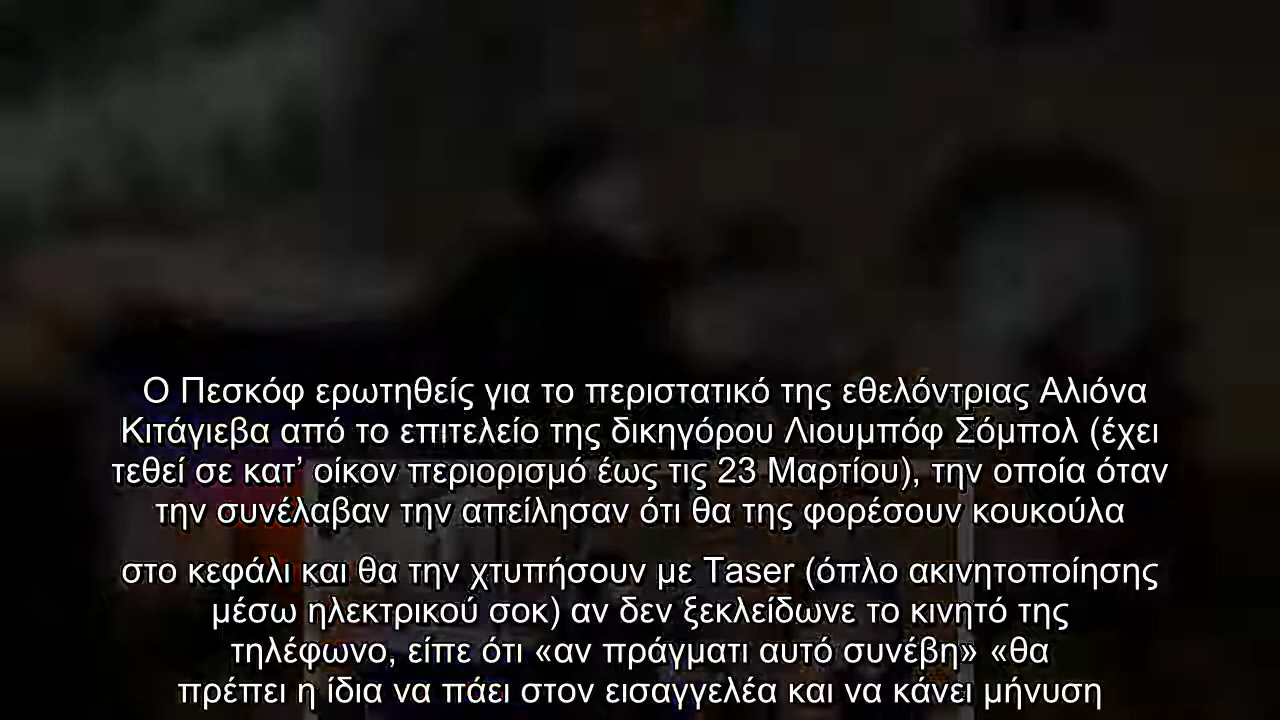 Ο Πεσκόφ ερωτηθείς για το περιστατικό της εθελόντριας Αλιόνα
Κιτάγιεβα από το επιτελείο της δικηγόρου Λιουμπόφ Σόμπολ (έχει
τεθεί σε κατ’ οίκον περιορισμό έως τις 23 Μαρτίου), την οποία όταν
την συνέλαβαν την απείλησαν ότι θα της φορέσουν κουκούλα
στο κεφάλι και θα την χτυπήσουν με Taser (όπλο ακινητοποίησης
μέσω ηλεκτρικού σοκ) αν δεν ξεκλείδωνε το κινητό της
τηλέφωνο, είπε ότι «αν πράγματι αυτό συνέβη» «θα
πρέπει η ίδια να πάει στον εισαγγελέα και να κάνει μήνυση